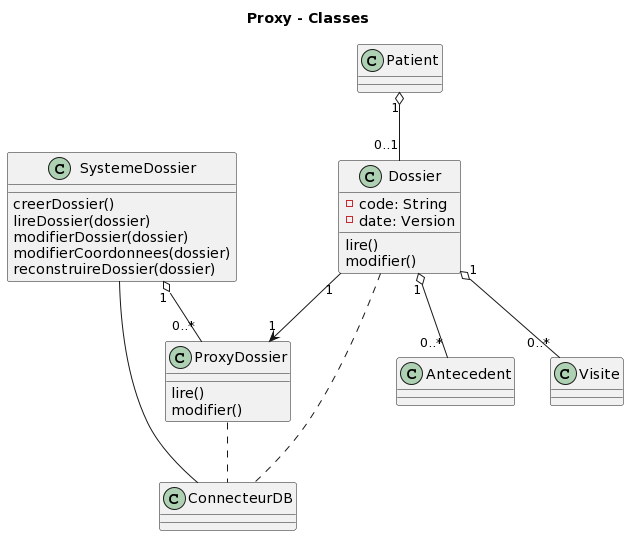 Proxy - Classes
C Patient
1
0..1
C SystemeDossier
creerDossier()
lireDossier(dossier)
modifierDossier(dossier)
modifierCoordonnees(dossier)
reconstruireDossier(dossier)
C Dossier
code: String
date: Version
lire()
modifier()
1
0..*
1
1
1
0..*
1
0..*
C ProxyDossier
lire()
modifier()
C Antecedent
C Visite
C ConnecteurDB